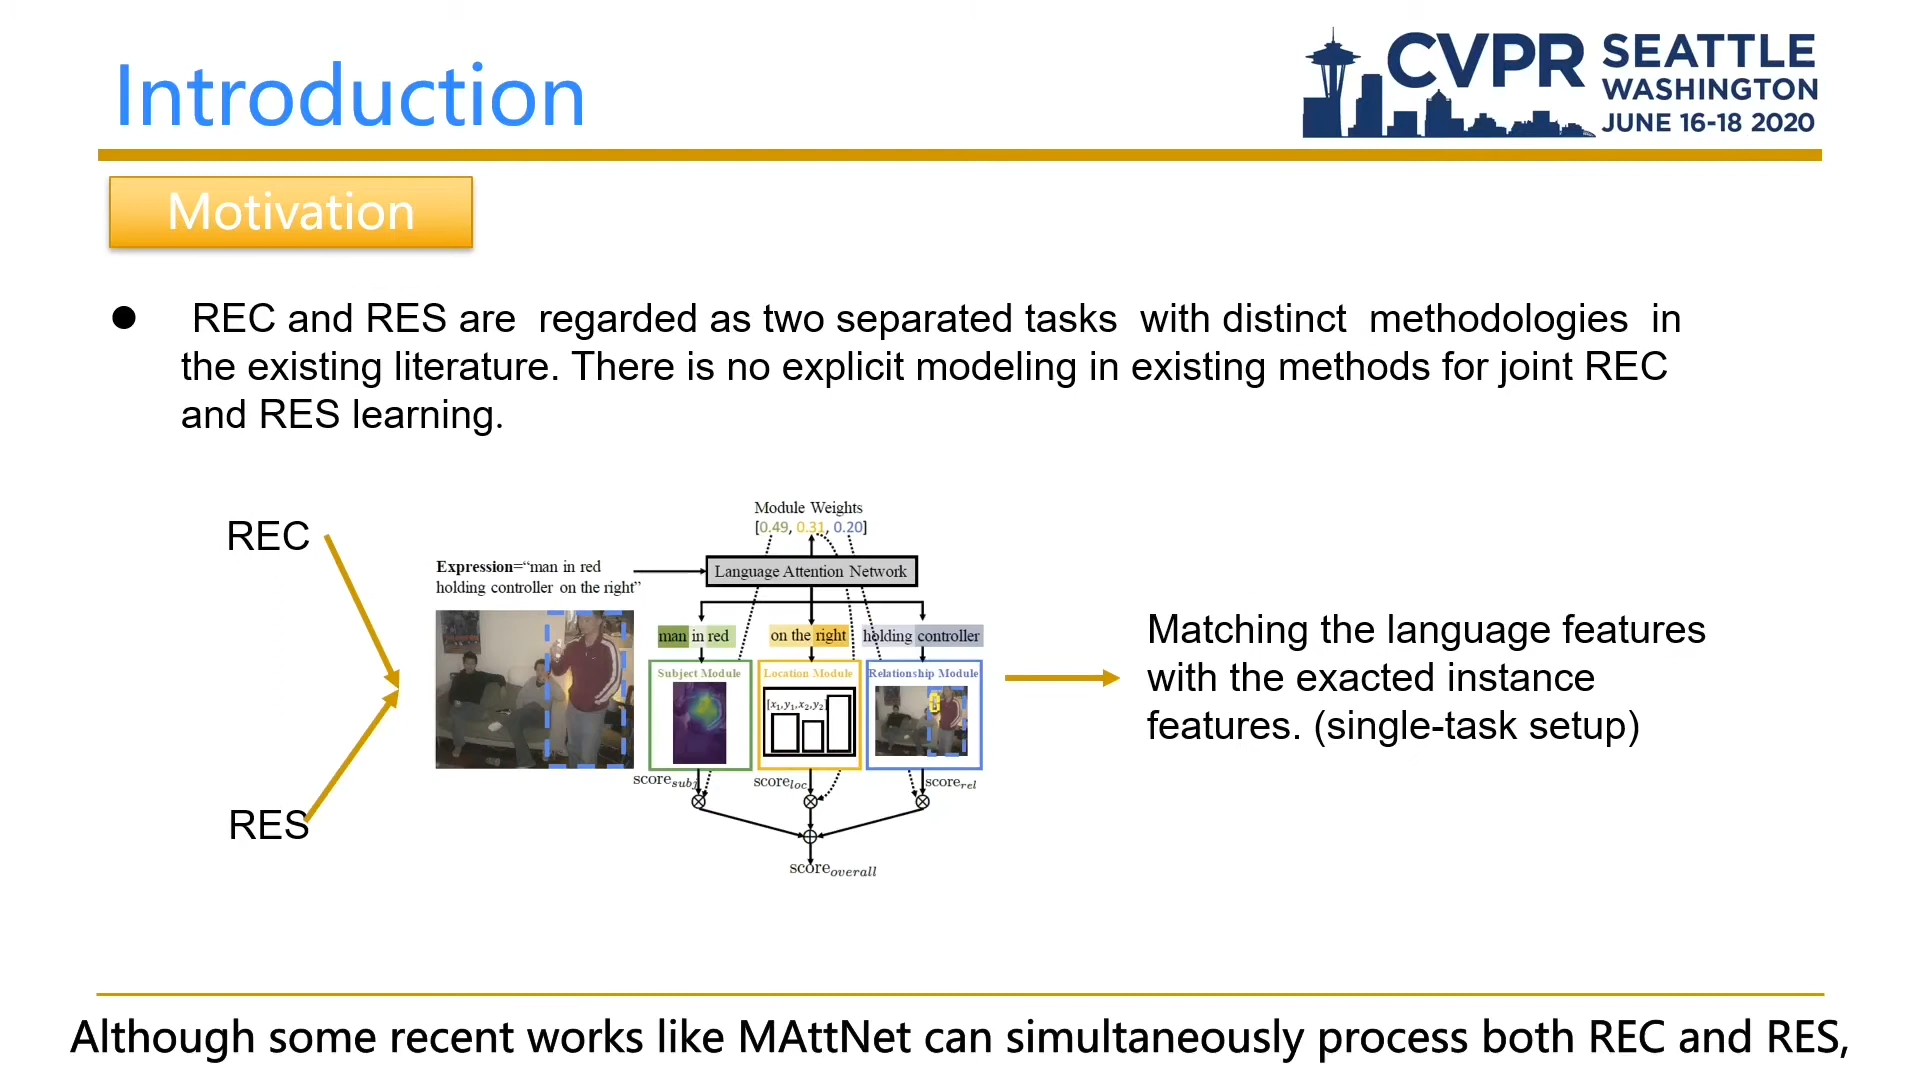 Introduction
CVPR
SEATTLE
WASHINGTON
JUNE 16-18 2020
Motivation
REC and RES are regarded as two separated tasks with distinct methodologies in
the existing literature. There is no explicit modeling in existing methods for joint REC
and RES learning.
REC
RES
Expression=“man in red
holding controller on the right”
Module Weights
[0.49, 0.31, 0.20]
Language Attention Network
man in red
on the right
holding controller
Subject Module
Location Module
Relationship Module
[x1,y1,x2,y2]
scoresubj
scoreloc
scorerel
scoreoverall
Matching the language features
with the exacted instance
features. (single-task setup)
Although some recent works like MAttNet can simultaneously process both REC and RES,